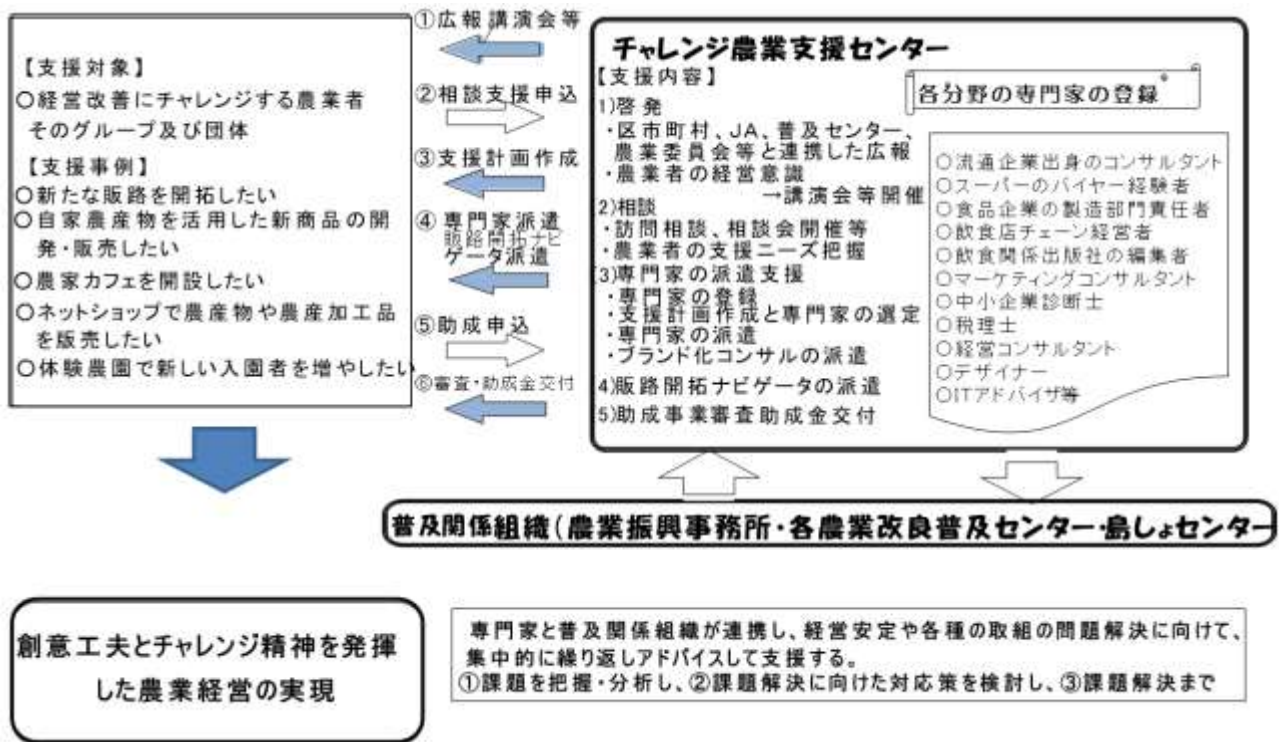 【支援対象】
○経営改善にチャレンジする農業者
そのグループ及び団体
【支援事例】
○新たな販路を開拓したい
○自家農産物を活用した新商品の開
発・販売したい
○農家カフェを開設したい
○ネットショップで農産物や農産加工品
を販売したい
○体験農園で新しい入園者を増やしたい
①広報講演会等
②相談支援申込
③支援計画作成
④ 専門家派遣
販路開拓ナビ
ゲータ派遣
⑤助成申込
⑥審査・助成金交付
チャレンジ農業支援センター
【支援内容】
1)啓発
・区市町村、JA、普及センター、
農業委員会等と連携した広報
・農業者の経営意識
→講演会等開催
2)相談
・訪問相談、相談会開催等
・農業者の支援ニーズ把握
(3)専門家の派遣支援
・専門家の登録
・支援計画作成と専門家の選定
・専門家の派遣
・ブランド化コンサルの派遣
4)販路開拓ナビゲータの派遣
5)助成事業審査助成金交付
各分野の専門家の登録
○流通企業出身のコンサルタント
○スーパーのバイヤー経験者
○食品企業の製造部門責任者
○飲食店チェーン経営者
○飲食関係出版社の編集者
○マーケティングコンサルタント
○中小企業診断士
○税理士
○経営コンサルタント
○デザイナー
○ITアドバイザ等
普及関係組織(農業振興事務所・各農業改良普及センター・島しょセンター
創意工夫とチャレンジ精神を発揮
した農業経営の実現
専門家と普及関係組織が連携し、経営安定や各種の取組の問題解決に向けて、
集中的に繰り返しアドバイスして支援する。
①課題を把握・分析し、②課題解決に向けた対応策を検討し、③課題解決まで